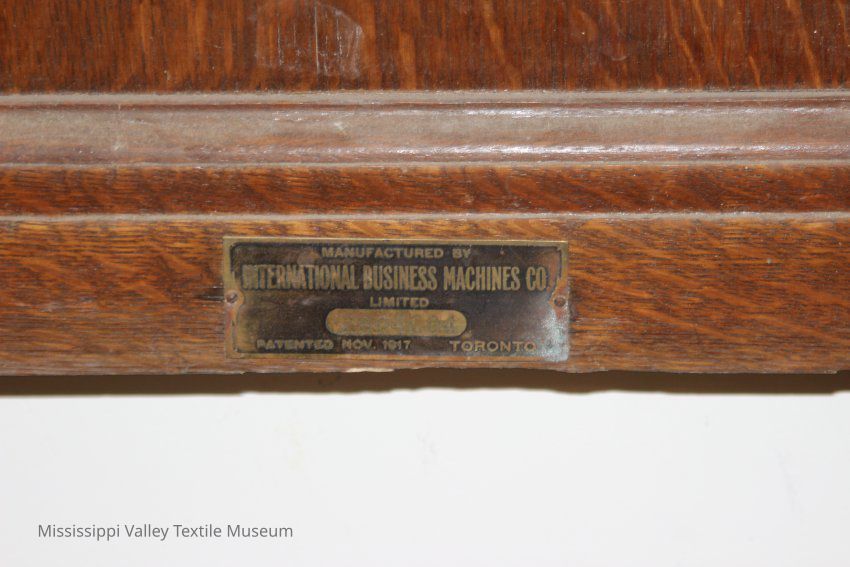 MANUFACTURED BY
INTERNATIONAL BUSINESS MACHINES CO
LIMITED
PATENTED NOV. 1917 TORONTO
Mississippi Valley Textile Museum